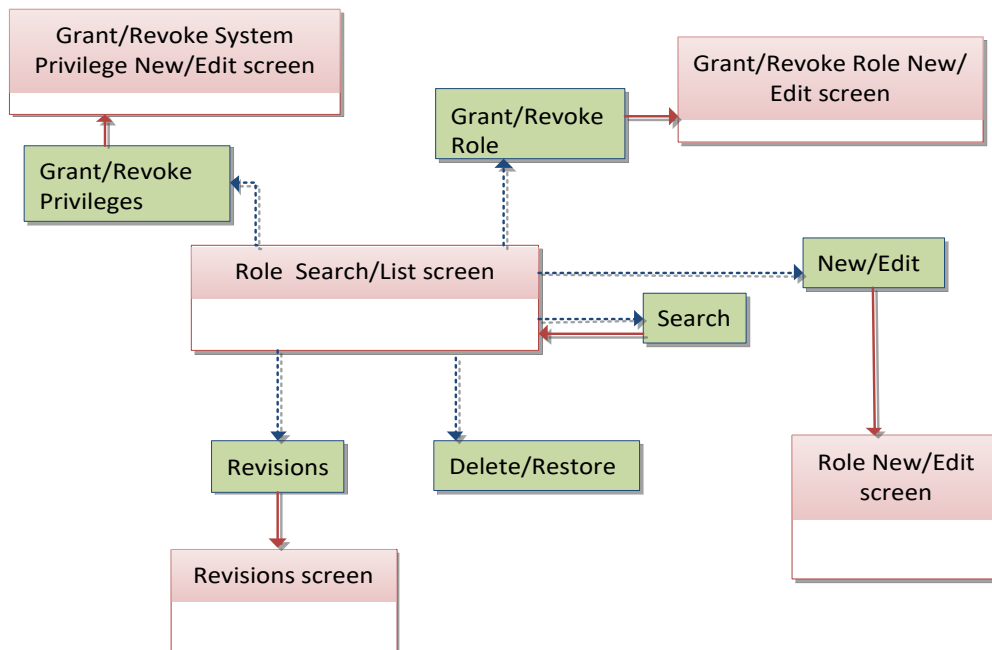 Grant/Revoke System
Privilege New/Edit screen
Grant/Revoke Role New/
Edit screen
Grant/Revoke
Role
Grant/Revoke
Privileges
Role  Search/List screen
New/Edit
Search
Revisions
Delete/Restore
Role New/Edit
screen
Revisions screen